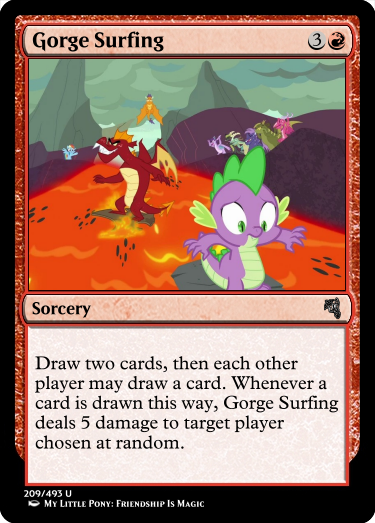 Gorge Surfing 3
Sorcery
Draw two cards, then each other
player may draw a card. Whenever a
card is drawn this way, Gorge Surfing
deals 5 damage to target player
chosen at random.
209/493 U
My Little Pony: Friendship Is Magic